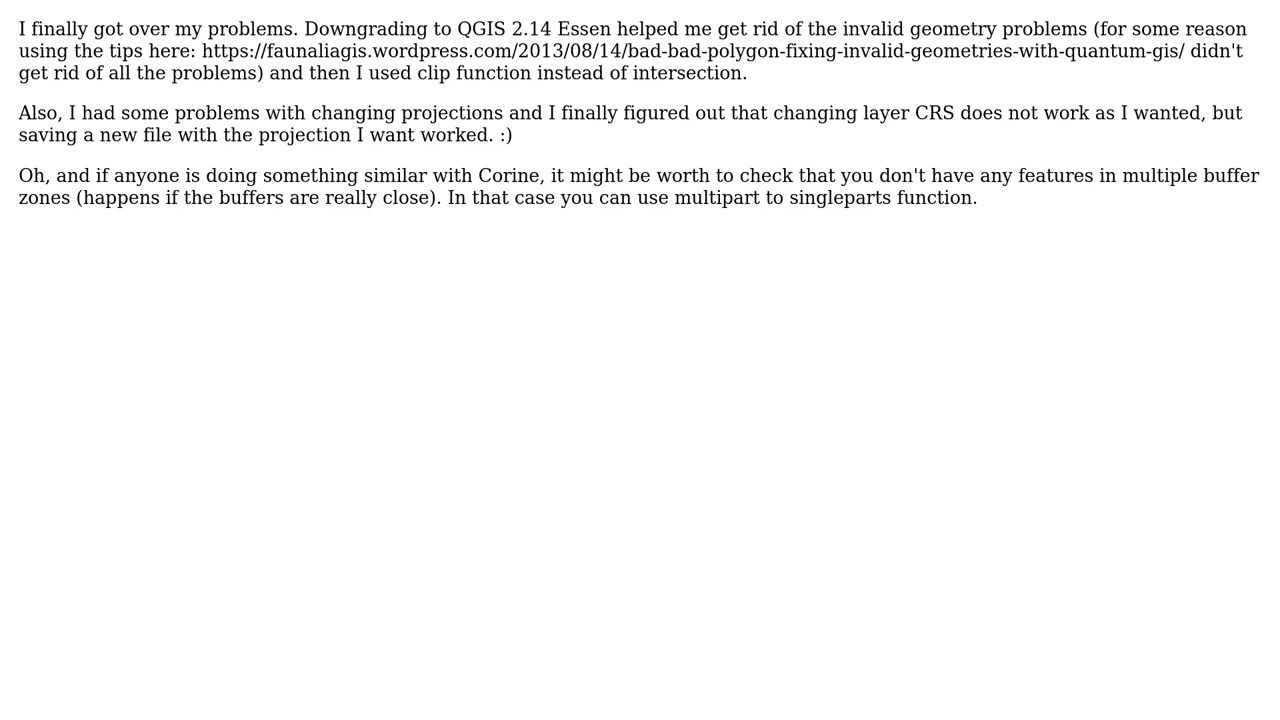 I finally got over my problems. Downgrading to QGIS 2.14 Essen helped me get rid of the invalid geometry problems (for some reason
using the tips here: https://faunaliagis.wordpress.com/2013/08/14/bad-bad-polygon-fixing-invalid-geometries-with-quantum-gis/ didn't
get rid of all the problems) and then I used clip function instead of intersection.
Also, I had some problems with changing projections and I finally figured out that changing layer CRS does not work as I wanted, but
saving a new file with the projection I want worked. :)
Oh, and if anyone is doing something similar with Corine, it might be worth to check that you don't have any features in multiple buffer
zones (happens if the buffers are really close). In that case you can use multipart to singleparts function.